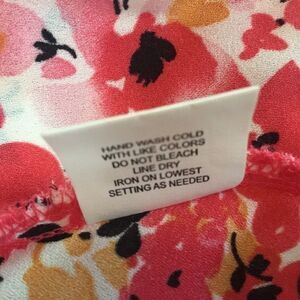 HAND WASH COLD
WITH LIKE COLORS
DO NOT BLEACH
LINE DRY
IRON ON LOWEST
SETTING AS NEEDED